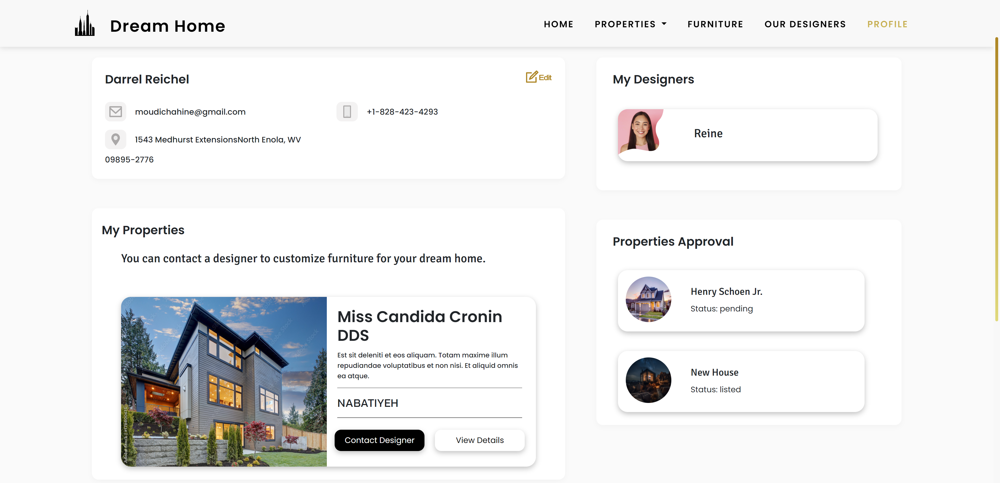 Dream Home
HOME
PROPERTIES
FURNITURE
OUR DESIGNERS
PROFILE
Darrel Reichel
Edit
moudichahine@gmail.com
+1-828-423-4293
1543 Medhurst ExtensionsNorth Enola, WV
09895-2776
My Designers
Reine
My Properties
You can contact a designer to customize furniture for your dream home.
Miss Candida Cronin
DDS
Est sit deleniti et eos aliquam. Totam maxime illum
repudiandae voluptatibus et non nisi. Et aliquid omnis
ea atque.
NABATIYEH
Contact Designer
View Details
Adobe Stock | #178800615
Properties Approval
Henry Schoen Jr.
Status: pending
New House
Status: listed